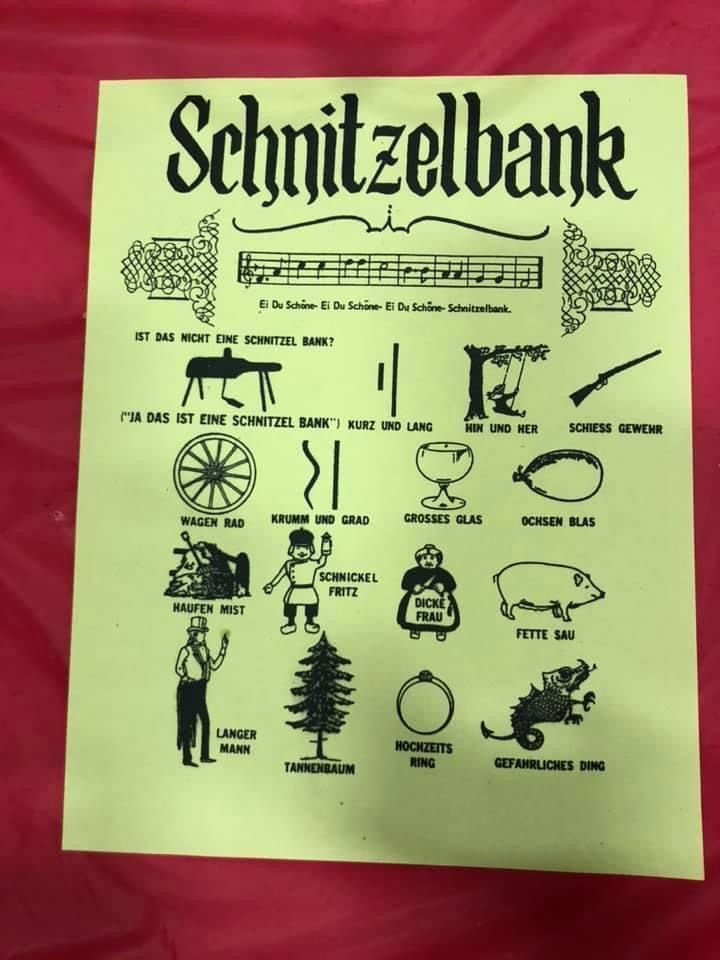 Schnitzelbank
Ei Du Schöne- Ei Du Schöne- Ei Du Schöne- Schnitzelbank.
IST DAS NICHT EINE SCHNITZEL BANK?
("JA DAS IST EINE SCHNITZEL BANK")
KURZ UND LANG
HIN UND HER
SCHIESS GEWEHR
WAGEN RAD
KRUMM UND GRAD
GROSSES GLAS
OCHSEN BLAS
HAUFEN MIST
SCHNICKEL
FRITZ
DICKE
FRAU
FETTE SAU
LANGER
MANN
TANNENBAUM
HOCHZEITS
RING
GEFAHRLICHES DING